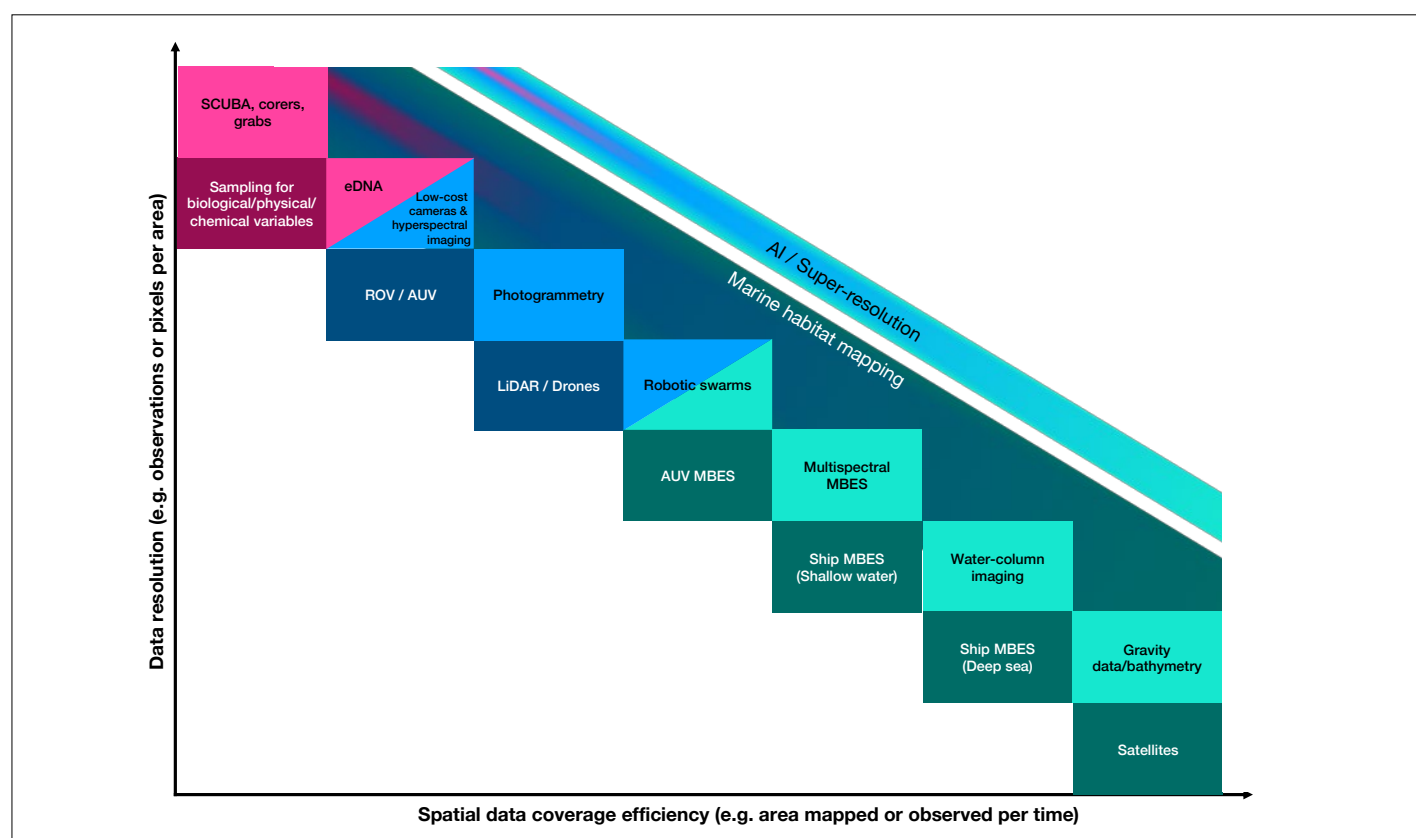 Data resolution (e.g. observations or pixels per area)
SCUBA, corers,
grabs
Sampling for
biological/physical/
chemical variables
eDNA
Low-cost
cameras &
hyperspectral
imaging
ROV / AUV
Photogrammetry
LiDAR / Drones
Robotic swarms
AUV MBES
Multispectral
MBES
Ship MBES
(Shallow water)
Water-column
imaging
Ship MBES
(Deep sea)
Gravity
data/bathymetry
Satellites
AI / Super-resolution
Marine habitat mapping
Spatial data coverage efficiency (e.g. area mapped or observed per time)